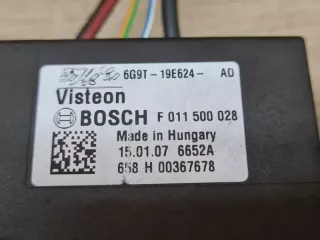 6G9T-19E624- AD
Visteon
BOSCH F 011 500 028
Made in Hungary
15.01.07 6652A
658 H 00367678